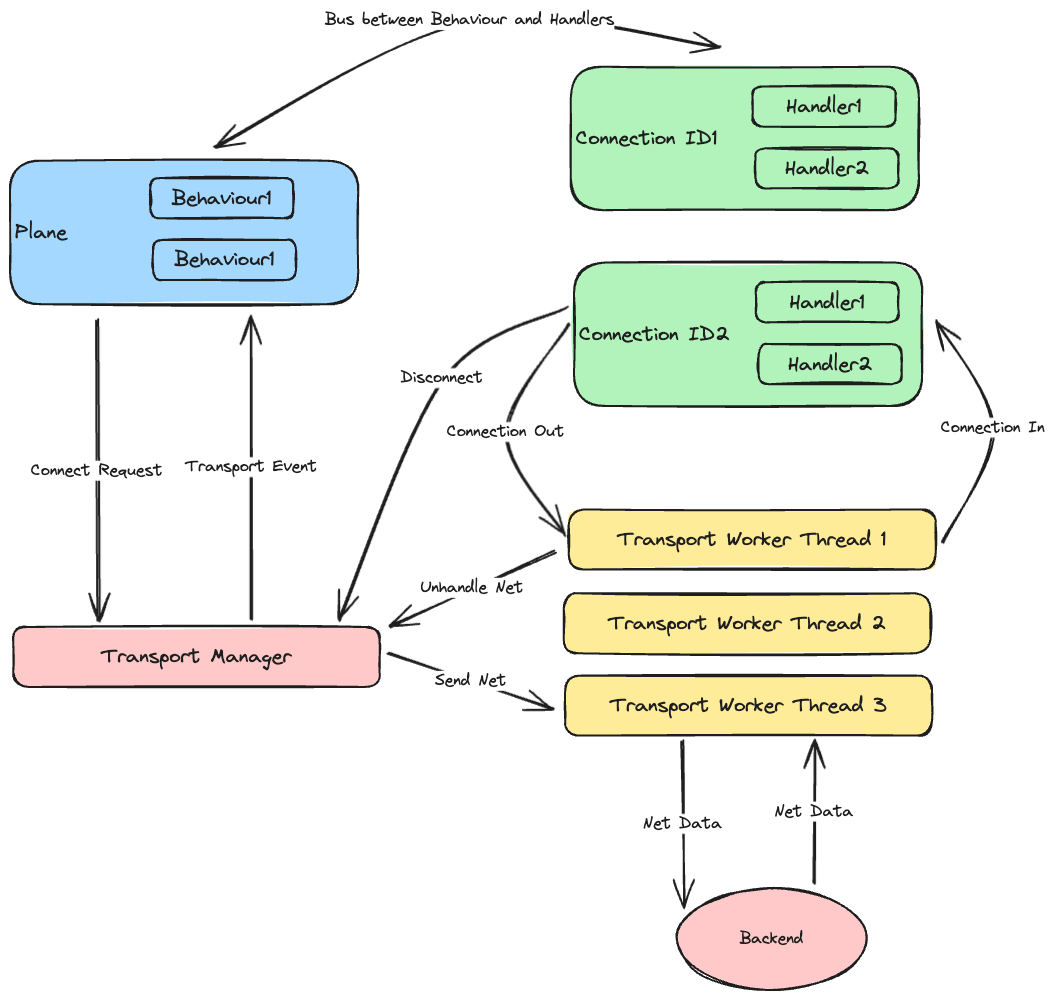 Bus between Behaviour and Handlers
Handler1
Connection ID1
Handler2
Behaviour1
Plane
Behaviour1
Handler1
Connection ID2
Handler2
Disconnect
Connection Out
Connection In
Connect Request
Transport Event
Transport Worker Thread 1
Unhandle Net
Transport Worker Thread 2
Transport Manager
Send Net
Transport Worker Thread 3
Net Data
Net Data
Backend